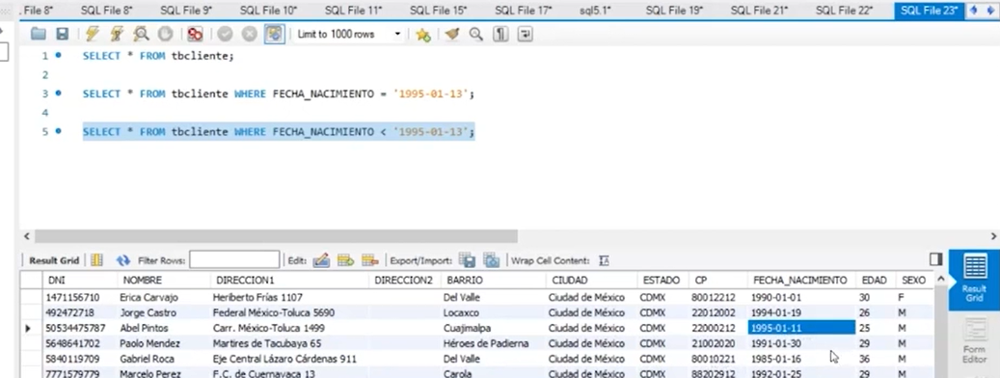 L File 8* SQL File 8* SQL File 9* SQL File 10* SQL File 11* SQL File 15* SQL File 17* sql5.1* SQL File 19* SQL File 21* SQL File 22* SQL File 23*
Limit to 1000 rows
1 SELECT * FROM tbcliente;
2
3 SELECT * FROM tbcliente WHERE FECHA_NACIMIENTO = '1995-01-13';
4
5 SELECT * FROM tbcliente WHERE FECHA_NACIMIENTO < '1995-01-13';
Result Grid Filter Rows: Edit: Export/Import: Wrap Cell Content: IA
DNI NOMBRE DIRECCION1 DIRECCION2 BARRIO CIUDAD ESTADO CP FECHA_NACIMIENTO EDAD SEXO
1471156710 Erica Carvajo Heriberto Frías 1107 Del Valle Ciudad de México CDMX 80012212 1990-01-01 30 F
492472718 Jorge Castro Federal México-Toluca 5690 Locaxco Ciudad de México CDMX 22012002 1994-01-19 26 M
50534475787 Abel Pintos Carr. México-Toluca 1499 Cuajimalpa Ciudad de México CDMX 22000212 1995-01-11 25 M
5648641702 Paolo Mendez Martires de Tacubaya 65 Héroes de Padierna Ciudad de México CDMX 21002020 1991-01-30 29 M
5840119709 Gabriel Roca Eje Central Lázaro Cárdenas 911 Del Valle Ciudad de México CDMX 80010221 1985-01-16 36 M
7771579779 Marcelo Perez F.C. de Cuernavaca 13 Carola Ciudad de México CDMX 88202912 1992-01-25 29 M
Result
Grid
Form
Editor